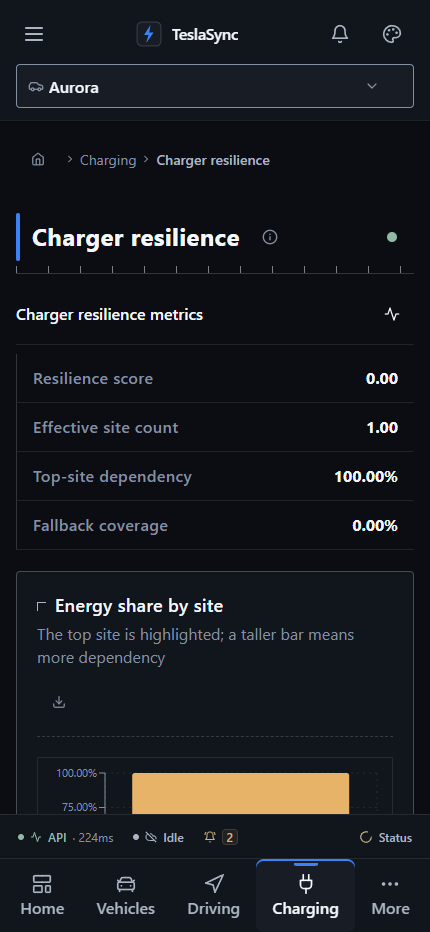 TeslaSync
Aurora
Charging
Charger resilience
Charger resilience
Charger resilience metrics
Resilience score 0.00
Effective site count 1.00
Top-site dependency 100.00%
Fallback coverage 0.00%
Energy share by site
The top site is highlighted; a taller bar means
more dependency
100.00%
75.00%
API · 224ms Idle 2 Status
Home Vehicles Driving Charging More